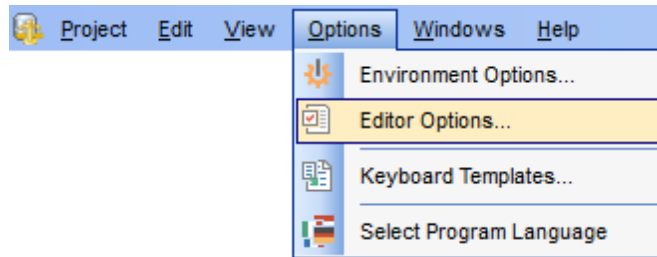 Project Edit View Options Windows Help
Environment Options...
Editor Options...
Keyboard Templates...
Select Program Language